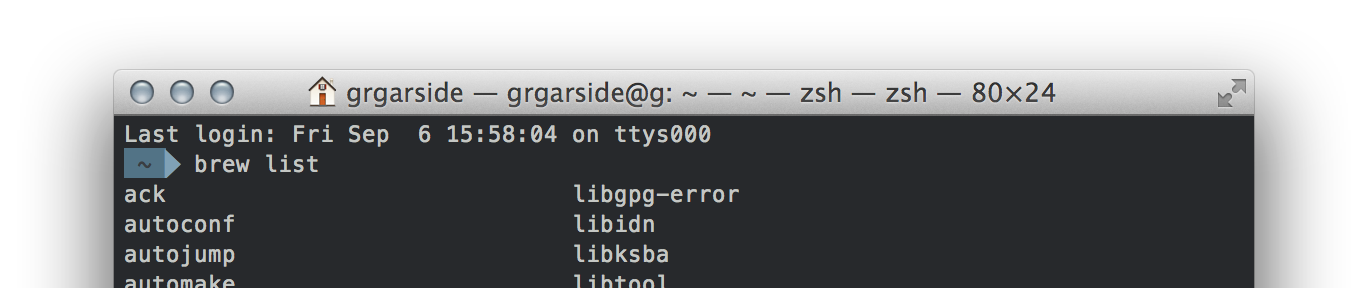 grgarside — grgarside@g: ~ — ~ — zsh — zsh — 80×24
Last login: Fri Sep  6 15:58:04 on ttys000
~ brew list
ack libgpg-error
autoconf libidn
autojump libksba
automake libtool